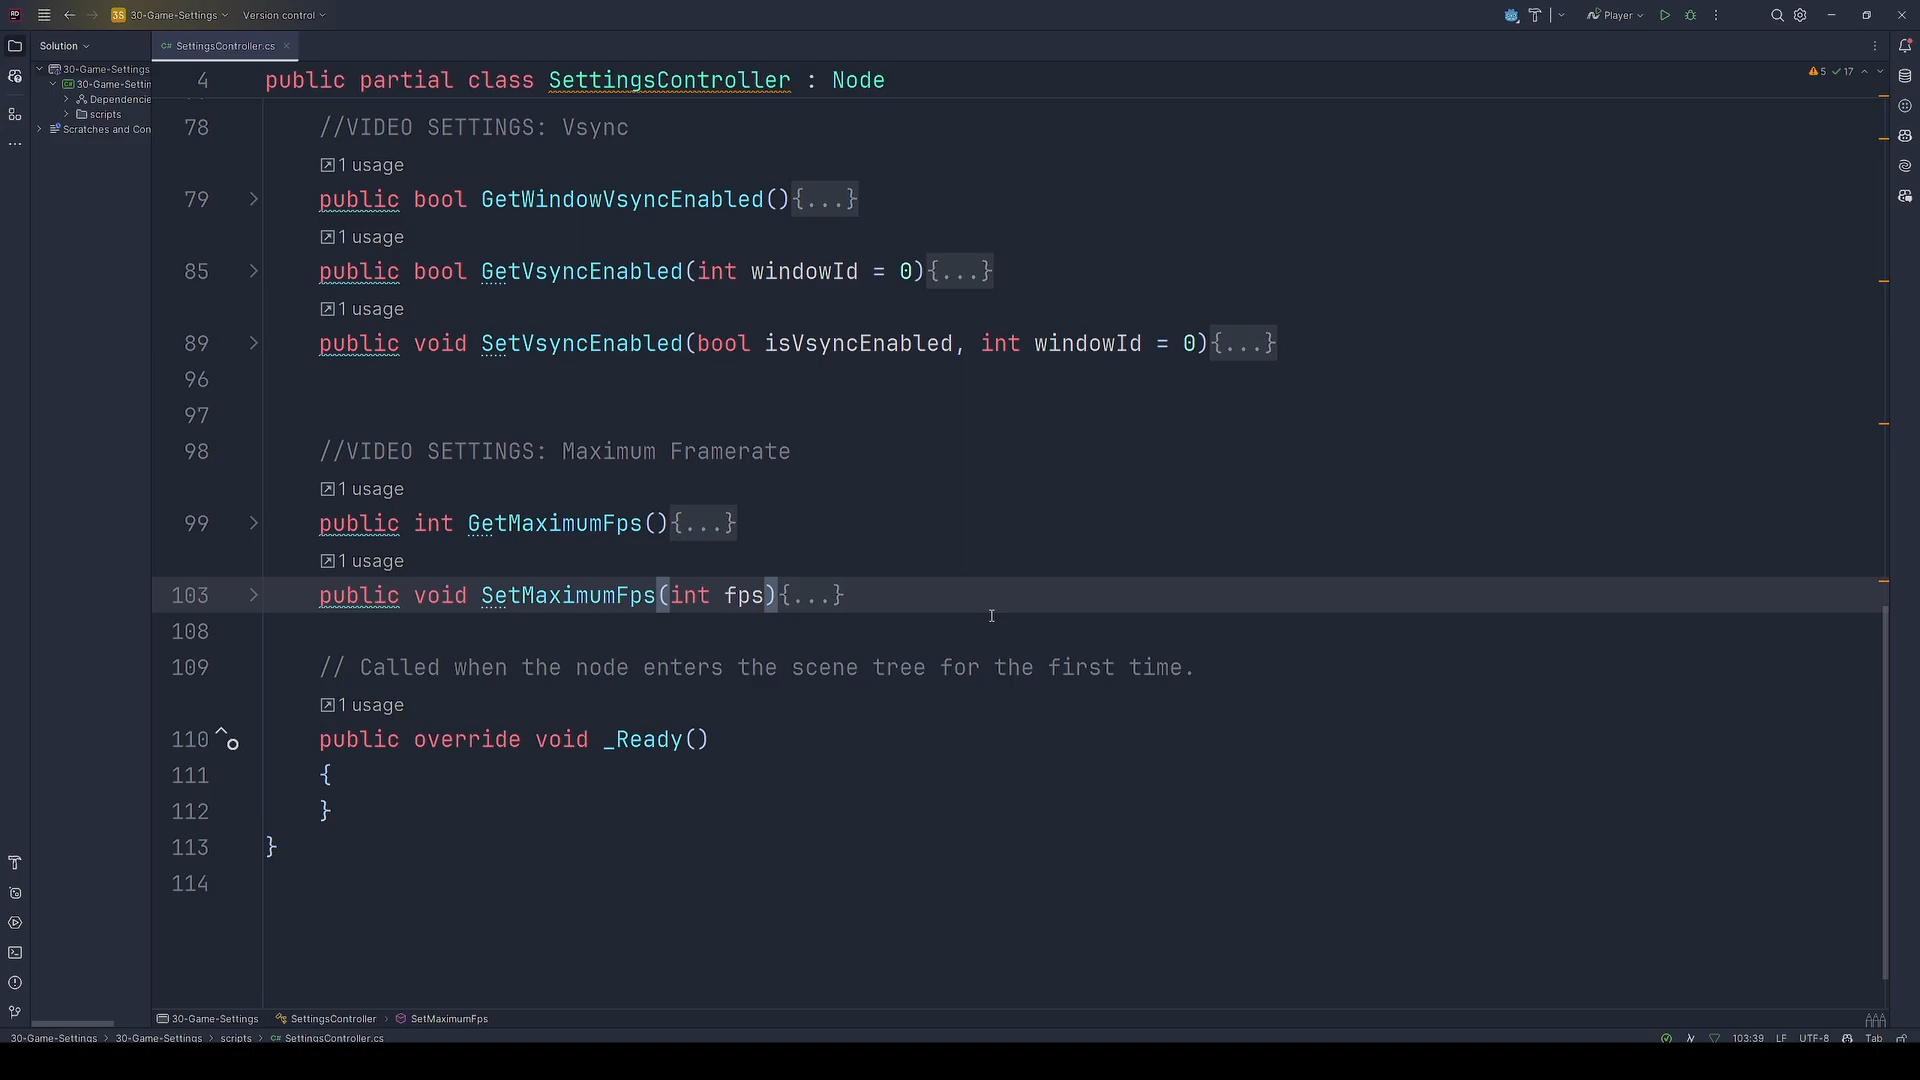 3S 30-Game-Settings Version control Player
Solution
C# SettingsController.cs
30-Game-Settings
30-Game-Settin
Dependencie
scripts
Scratches and Con
5 17
4 public partial class SettingsController : Node
78 //VIDEO SETTINGS: Vsync
1 usage
79 public bool GetWindowVsyncEnabled(){...}
1 usage
85 public bool GetVsyncEnabled(int windowId = 0){...}
1 usage
89 public void SetVsyncEnabled(bool isVsyncEnabled, int windowId = 0){...}
96
97
98 //VIDEO SETTINGS: Maximum Framerate
1 usage
99 public int GetMaximumFps(){...}
1 usage
103 public void SetMaximumFps(int fps){...}
108
109 // Called when the node enters the scene tree for the first time.
1 usage
110 public override void _Ready()
111 {
112 }
113 }
114
30-Game-Settings SettingsController > SetMaximumFps
30-Game-Settings > 30-Game-Settings > scripts > C# SettingsController.cs 103:39 LF UTF-8 Tab